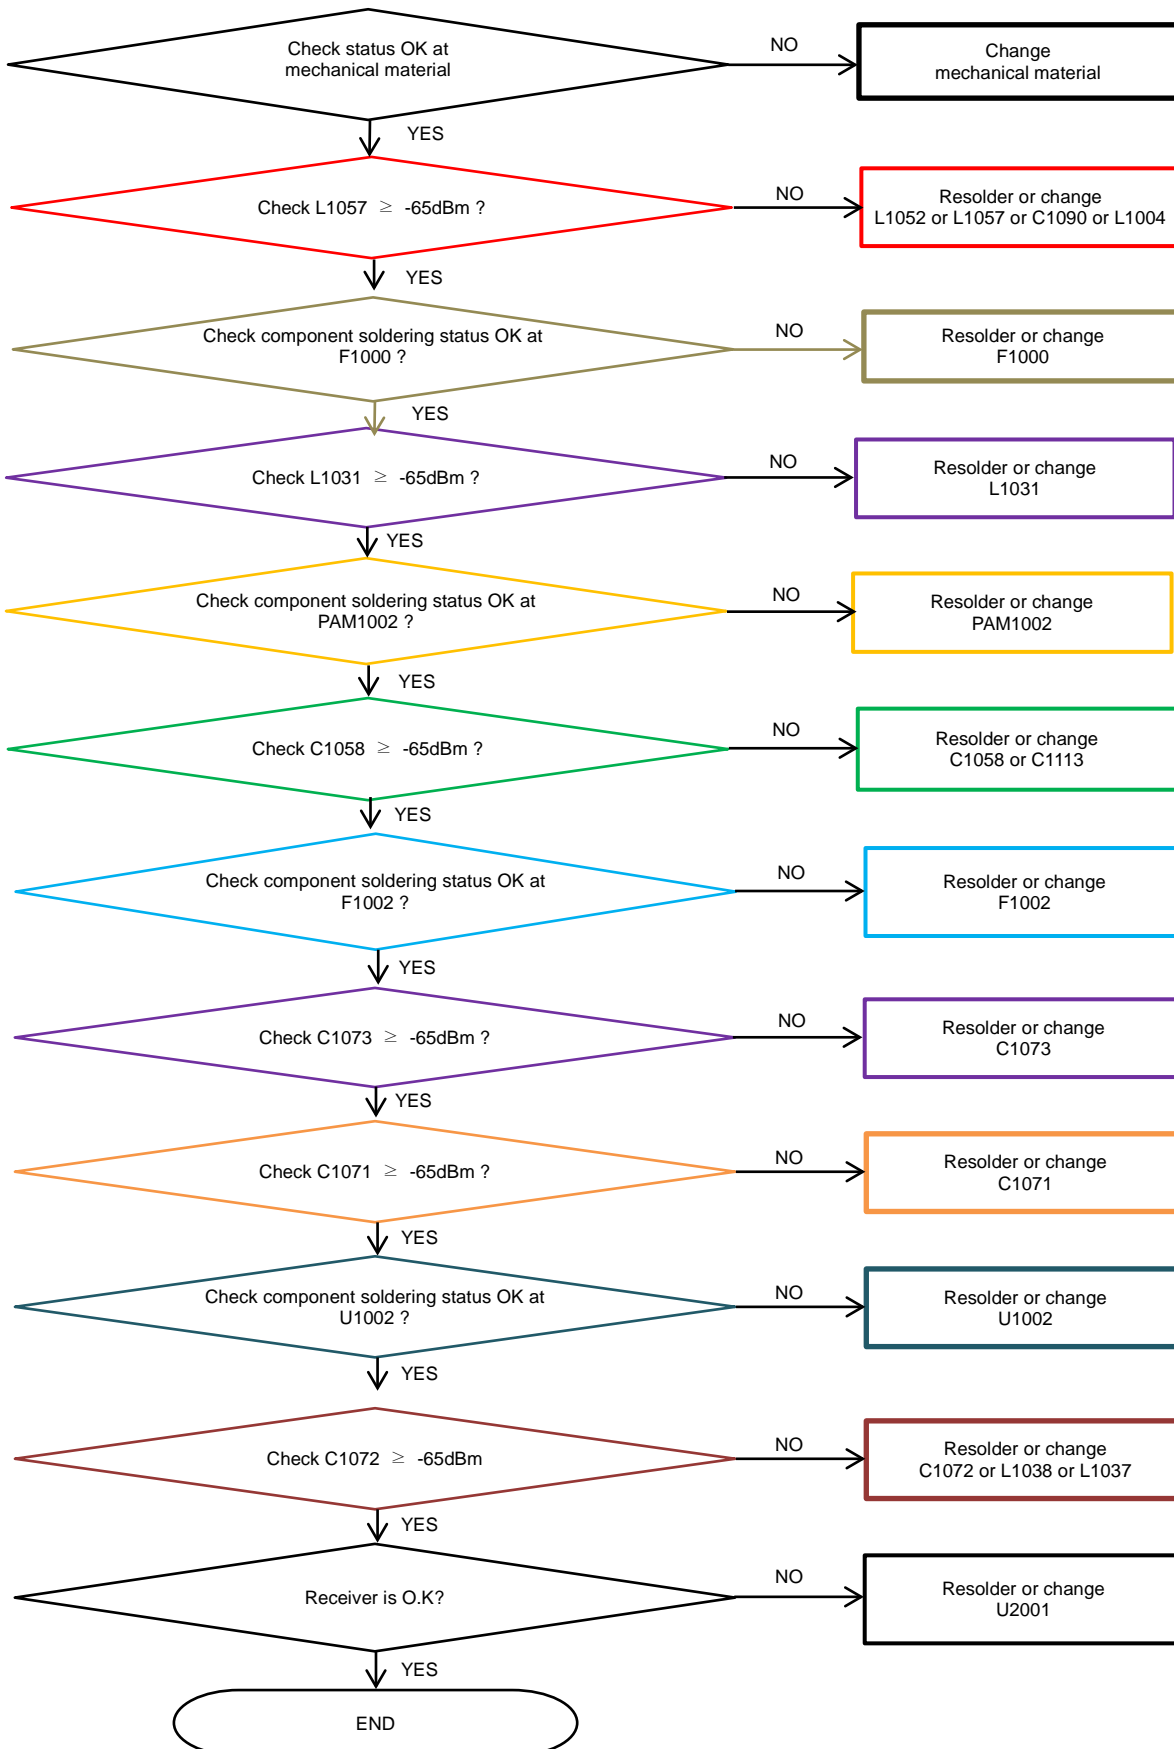 Check status OK at
mechanical material
NO
Change
mechanical material
YES
Check L1057 ≥ -65dBm ?
NO
Resolder or change
L1052 or L1057 or C1090 or L1004
YES
Check component soldering status OK at
F1000 ?
NO
Resolder or change
F1000
YES
Check L1031 ≥ -65dBm ?
NO
Resolder or change
L1031
YES
Check component soldering status OK at
PAM1002 ?
NO
Resolder or change
PAM1002
YES
Check C1058 ≥ -65dBm ?
NO
Resolder or change
C1058 or C1113
YES
Check component soldering status OK at
F1002 ?
NO
Resolder or change
F1002
YES
Check C1073 ≥ -65dBm ?
NO
Resolder or change
C1073
YES
Check C1071 ≥ -65dBm ?
NO
Resolder or change
C1071
YES
Check component soldering status OK at
U1002 ?
NO
Resolder or change
U1002
YES
Check C1072 ≥ -65dBm
NO
Resolder or change
C1072 or L1038 or L1037
YES
Receiver is O.K?
NO
Resolder or change
U2001
YES
END